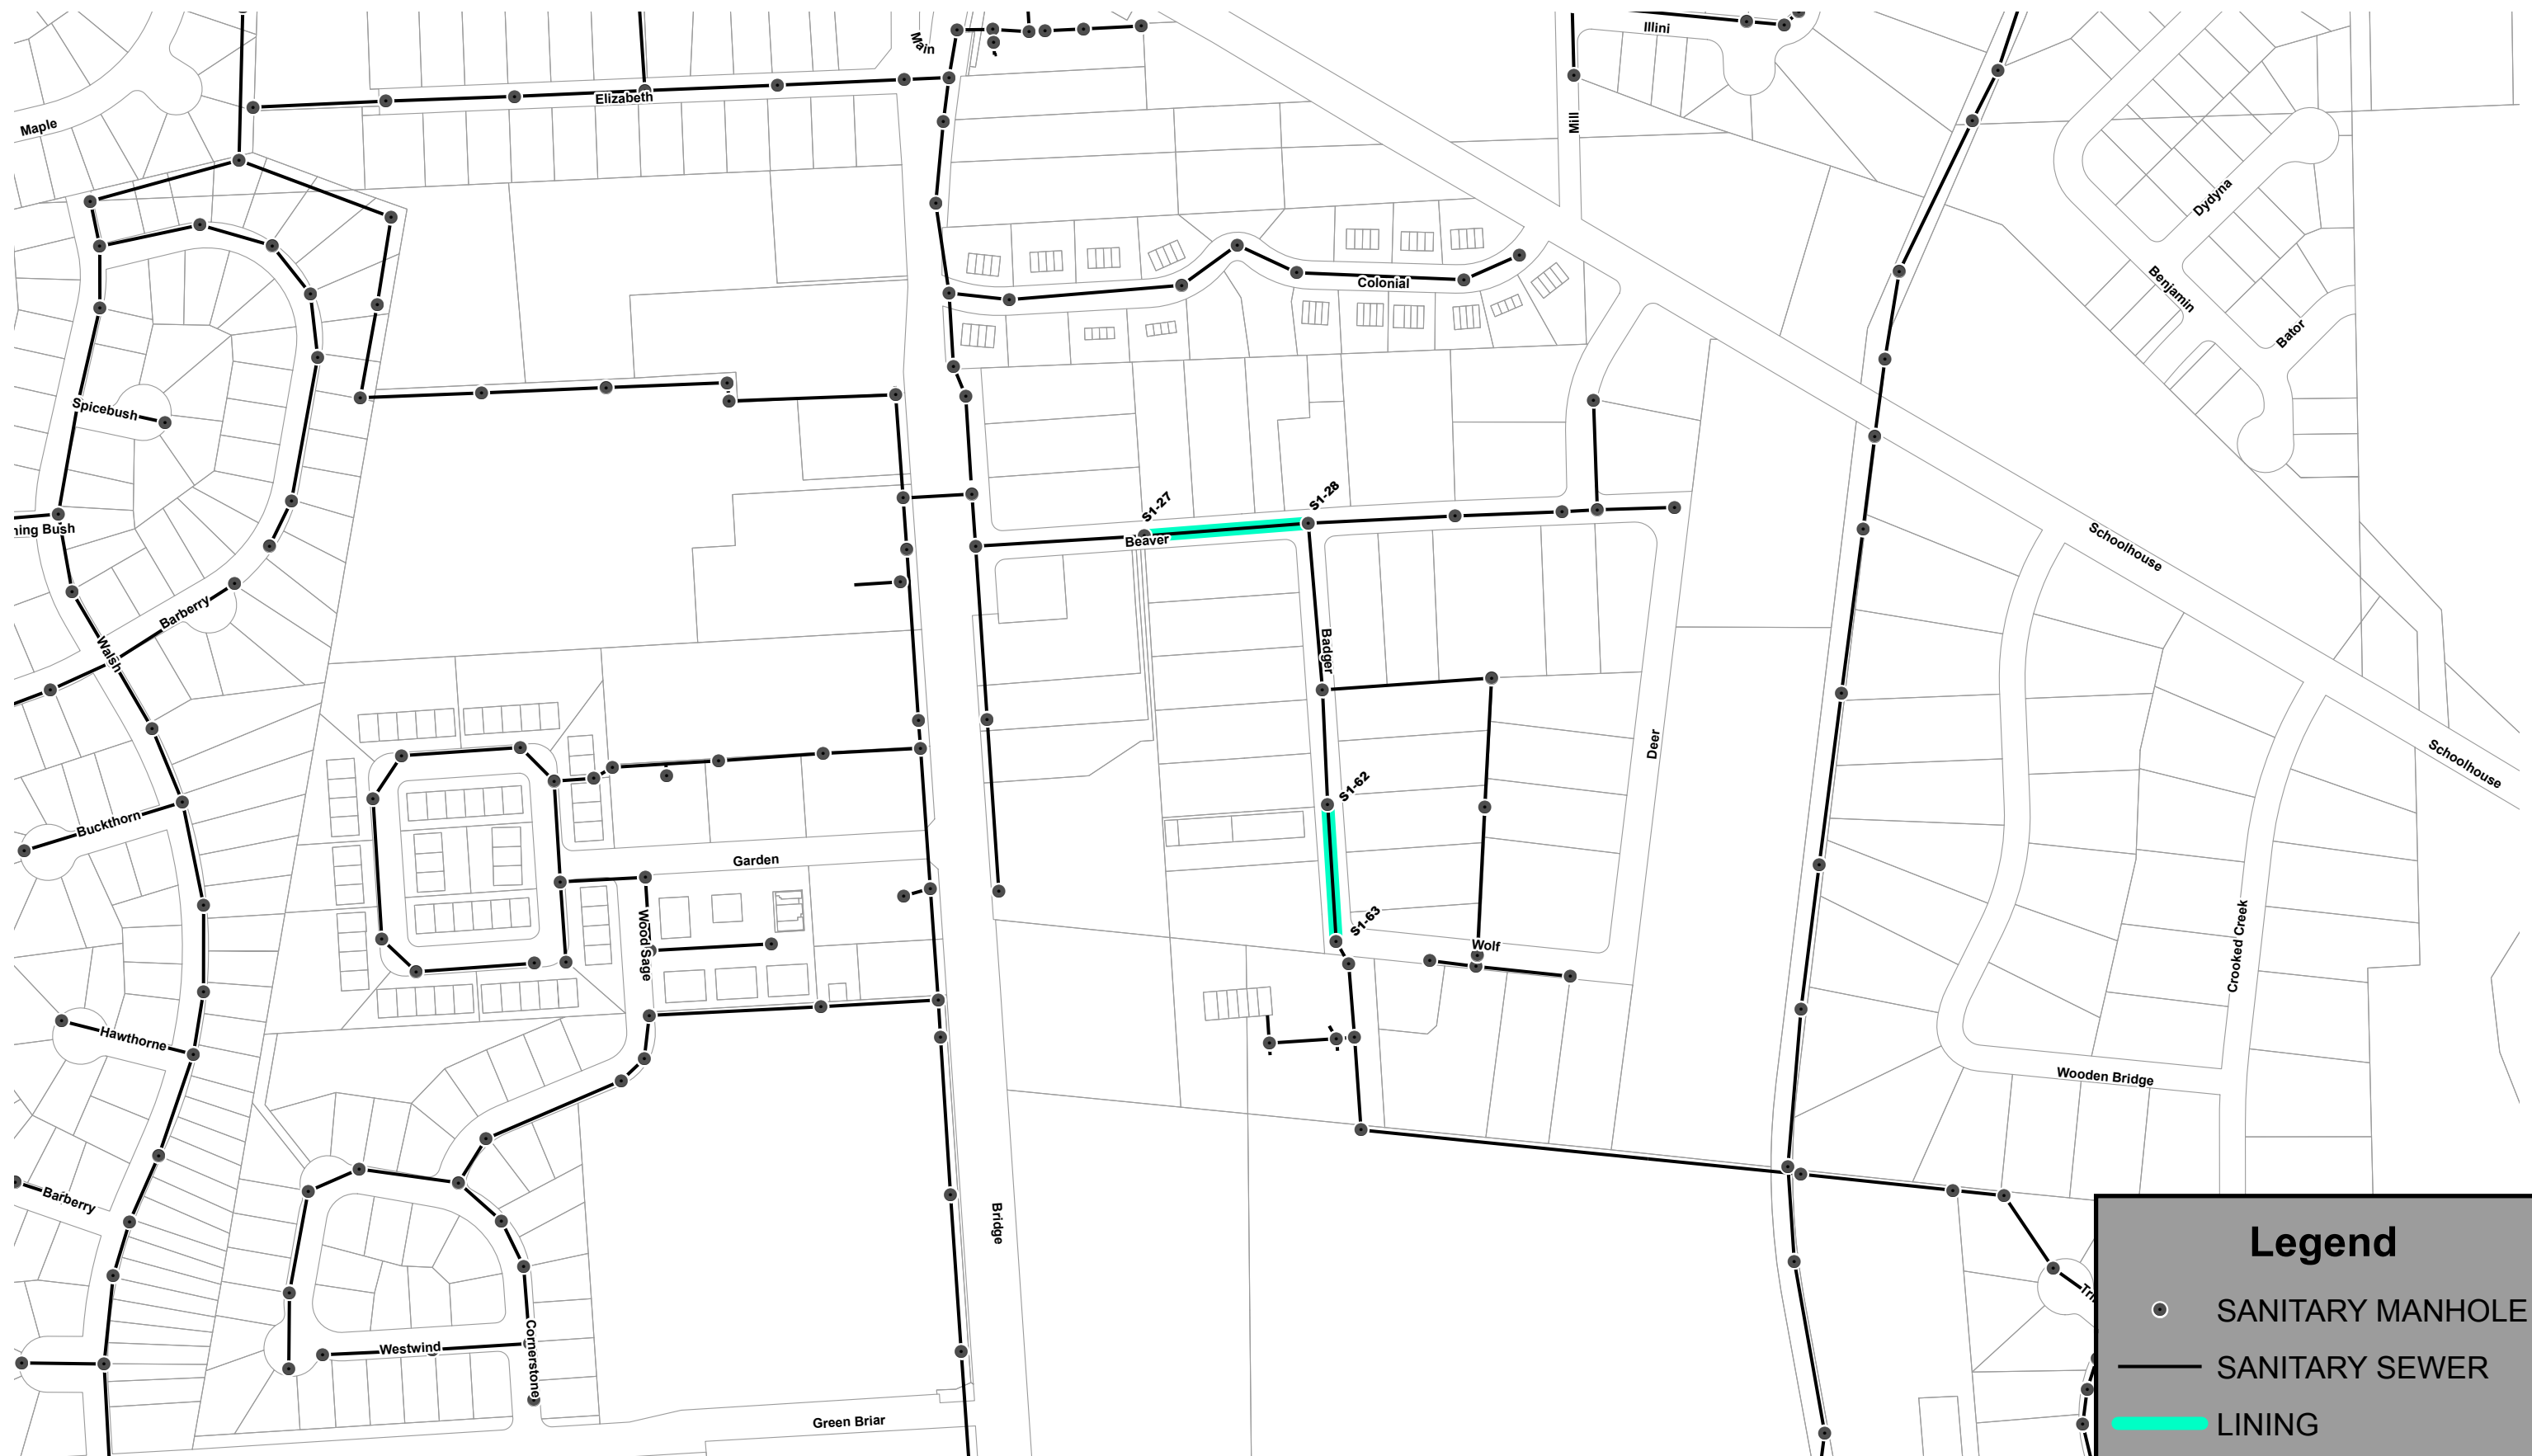 Main
Illini
Elizabeth
Maple
Mill
Dydyna
Benjamin
Bator
Colonial
Spicebush
S1-27
S1-28
Beaver
ning Bush
Schoolhouse
Barberry
Walsh
Badger
Deer
Schoolhouse
S1-62
Buckthorn
Garden
Wood Sage
S1-63
Wolf
Crooked Creek
Hawthorne
Wooden Bridge
Barberry
Bridge
Westwind
Cornerstone
Green Briar
Legend
SANITARY MANHOLE
SANITARY SEWER
LINING